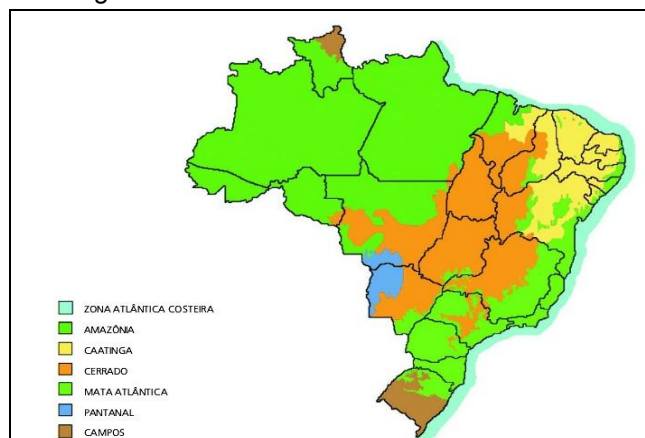 ZONA ATLÂNTICA COSTEIRA
AMAZÔNIA
CAATINGA
CERRADO
MATA ATLÂNTICA
PANTANAL
CAMPOS